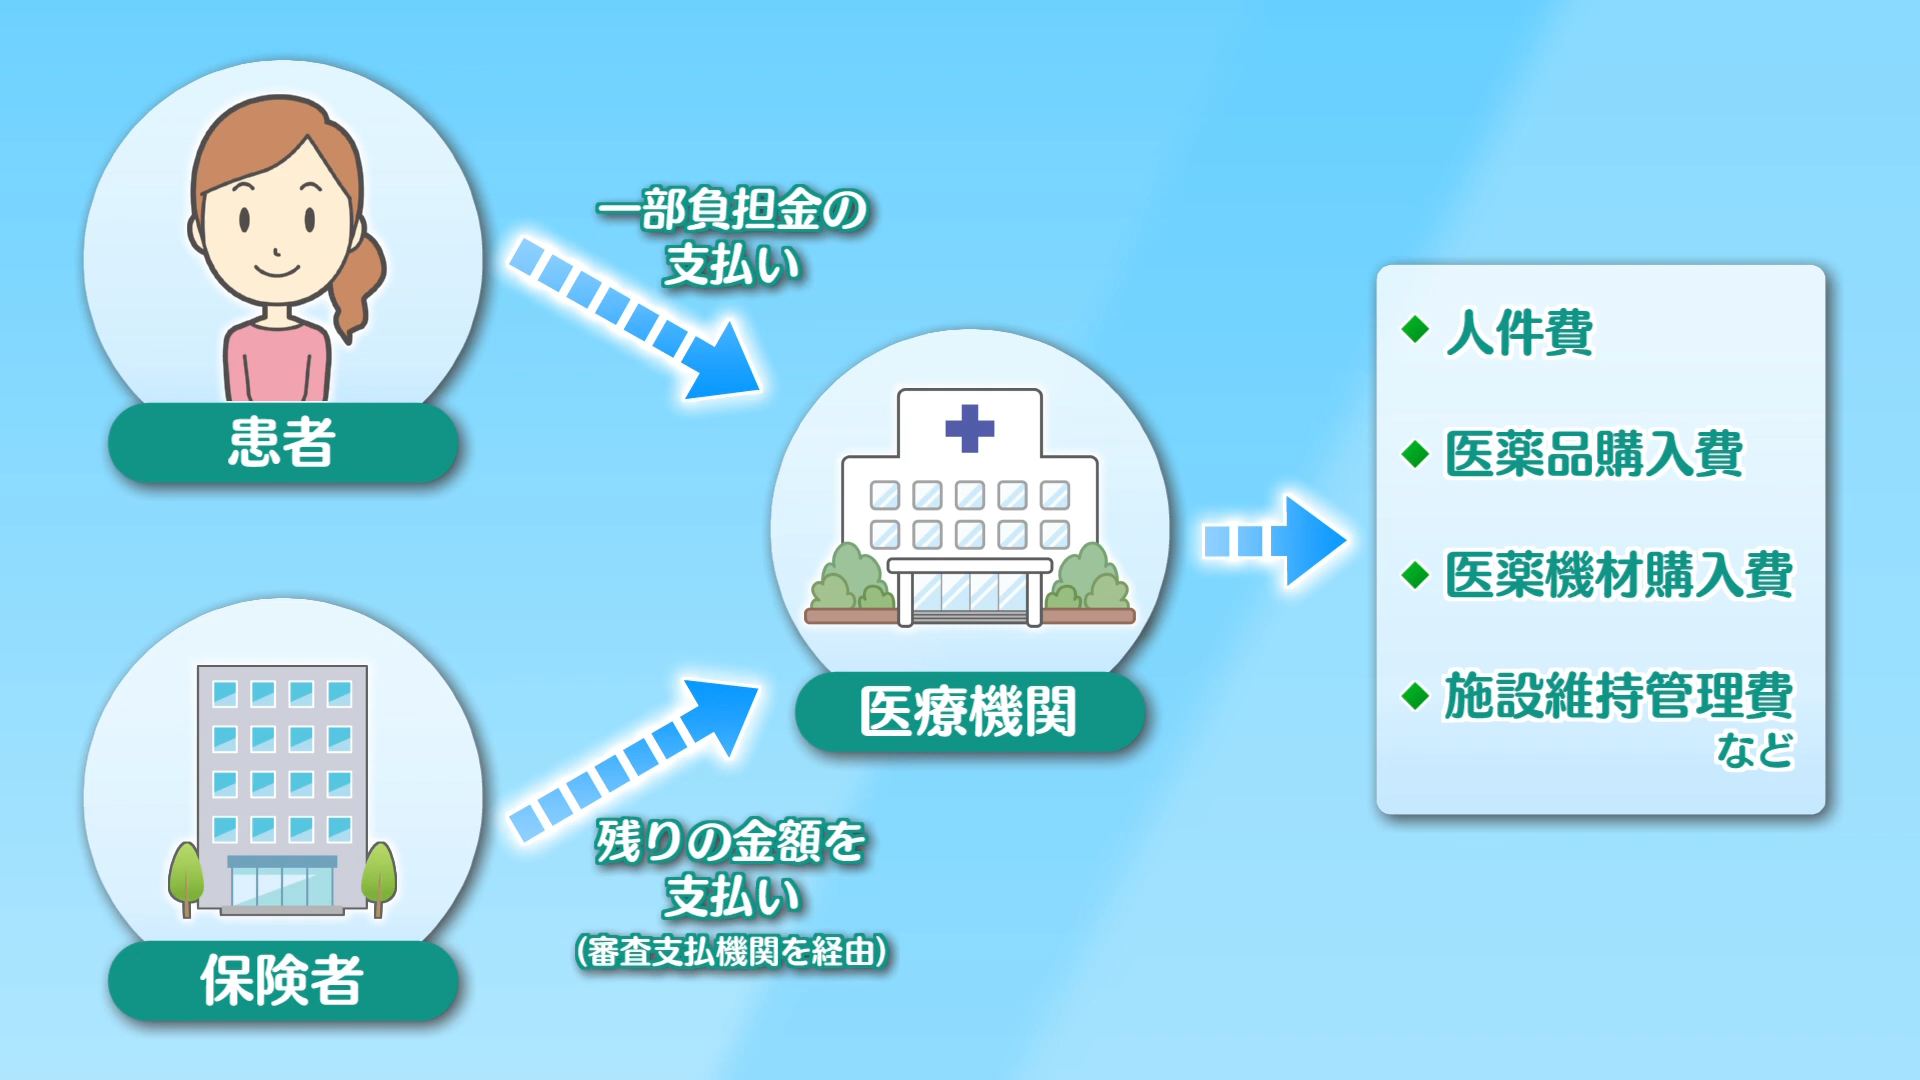 一部負担金の
支払い
患者
医療機関
残りの金額を
支払い
(審査支払機関を経由)
保険者
人件費
医薬品購入費
医薬機材購入費
施設維持管理費
など